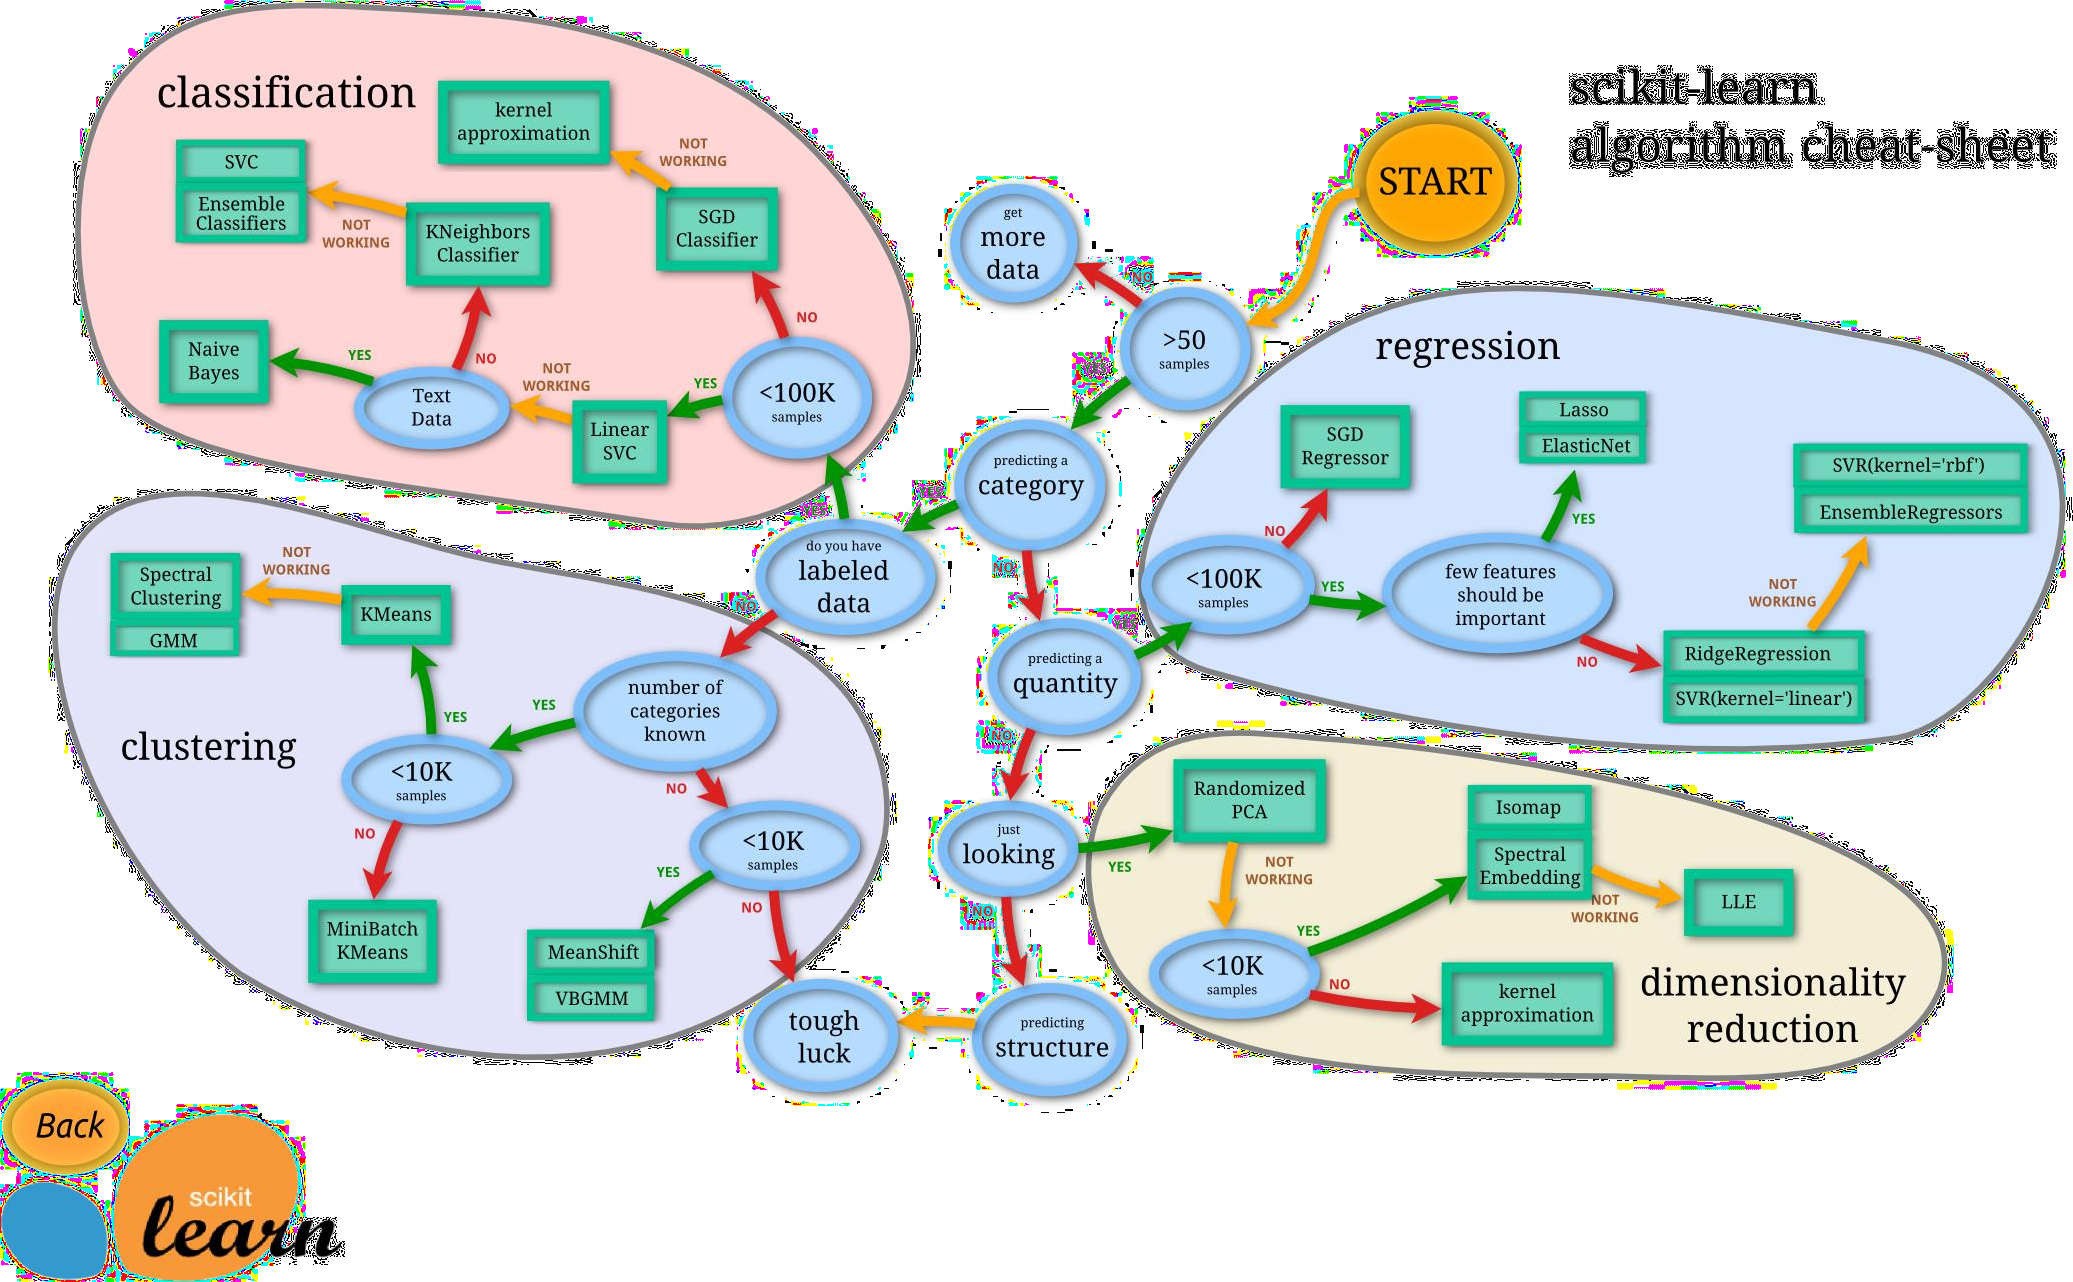 scikit-learn
algorithm cheat-sheet
START
classification
kernel
approximation
NOT
WORKING
SVC
Ensemble
Classifiers
NOT
WORKING
KNeighbors
Classifier
SGD
Classifier
NO
Naive
Bayes
YES
NO
Text
Data
NOT
WORKING
Linear
SVC
YES
<100K
samples
get
more
data
NO
>50
samples
YES
predicting a
category
YES
YES
do you have
labeled
data
NO
NO
predicting a
quantity
YES
NO
just
looking
YES
NO
predicting
structure
tough
luck
regression
SGD
Regressor
NO
<100K
samples
YES
few features
should be
important
YES
Lasso
ElasticNet
NO
RidgeRegression
SVR(kernel='linear')
NOT
WORKING
SVR(kernel='rbf')
EnsembleRegressors
clustering
Spectral
Clustering
GMM
NOT
WORKING
KMeans
YES
<10K
samples
NO
MiniBatch
KMeans
YES
number of
categories
known
NO
<10K
samples
YES
MeanShift
VBGMM
NO
dimensionality
reduction
Randomized
PCA
NOT
WORKING
<10K
samples
YES
Isomap
Spectral
Embedding
NOT
WORKING
LLE
NO
kernel
approximation
Back
scikit
learn